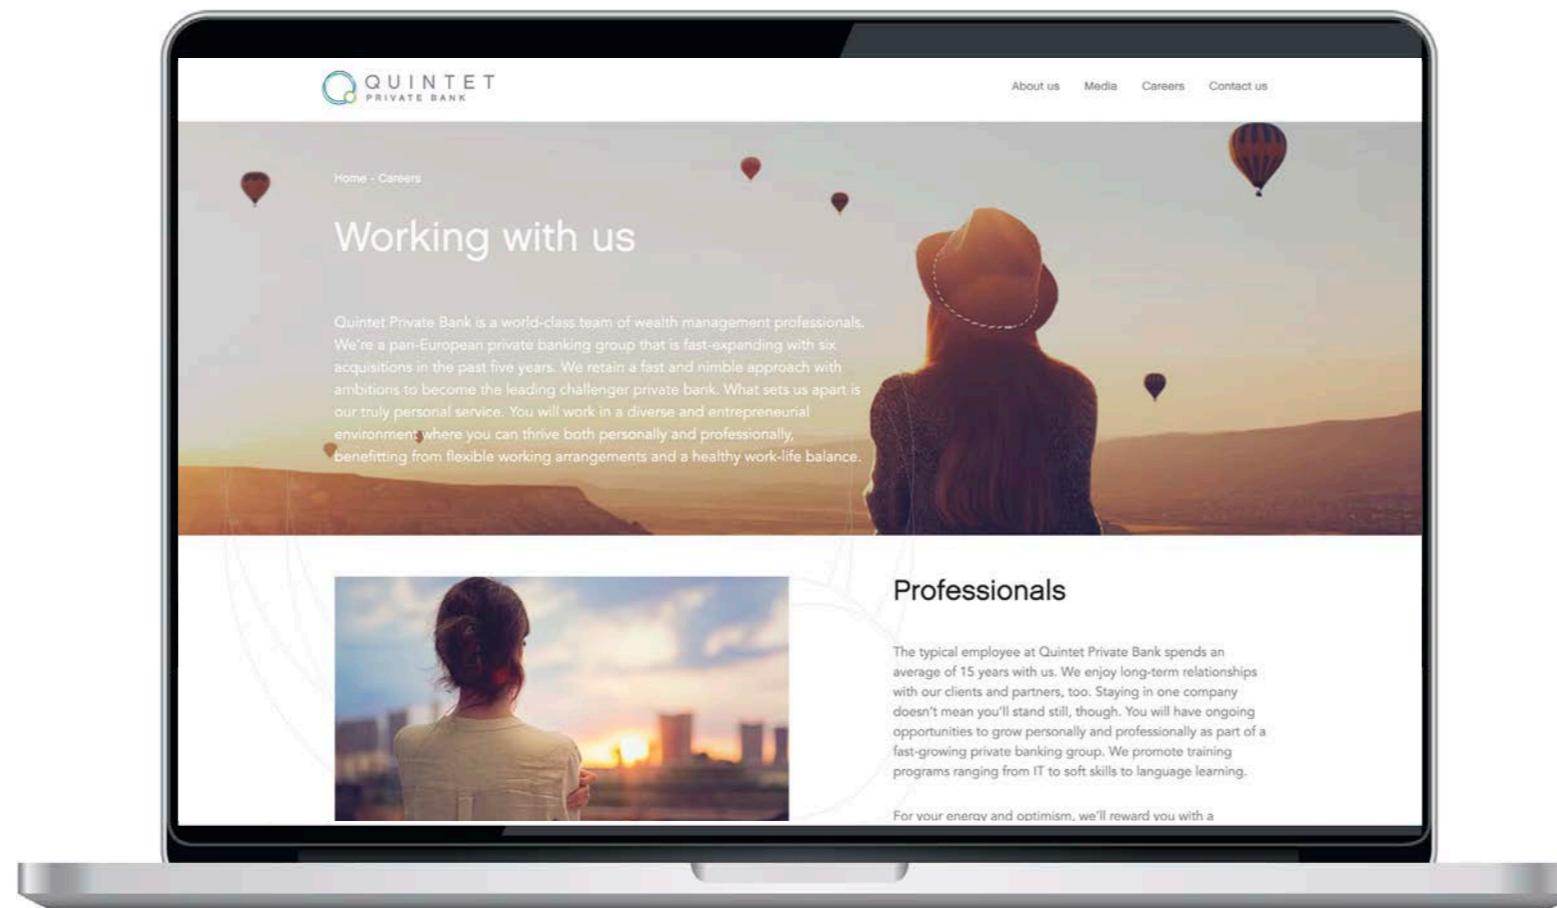 QUINTET
PRIVATE BANK
About us Media Careers Contact us
Home - Careers
Working with us
Quintet Private Bank is a world-class team of wealth management professionals.
We're a pan-European private banking group that is fast-expanding with six
acquisitions in the past five years. We retain a fast and nimble approach with
ambitions to become the leading challenger private bank. What sets us apart is
our truly personal service. You will work in a diverse and entrepreneurial
environment where you can thrive both personally and professionally,
benefitting from flexible working arrangements and a healthy work-life balance.
Professionals
The typical employee at Quintet Private Bank spends an
average of 15 years with us. We enjoy long-term relationships
with our clients and partners, too. Staying in one company
doesn't mean you'll stand still, though. You will have ongoing
opportunities to grow personally and professionally as part of a
fast-growing private banking group. We promote training
programs ranging from IT to soft skills to language learning.
For your energy and optimism, we'll reward you with a